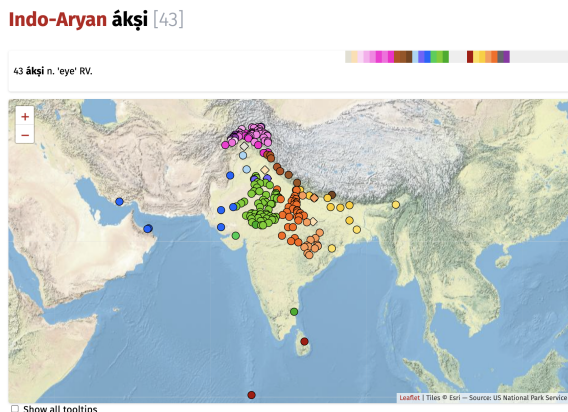 Indo-Aryan ákṣi [43]
43 ákṣi n. 'eye' RV.
+
−
Leaflet | Tiles © Esri — Source: US National Park Service
Show all tooltips